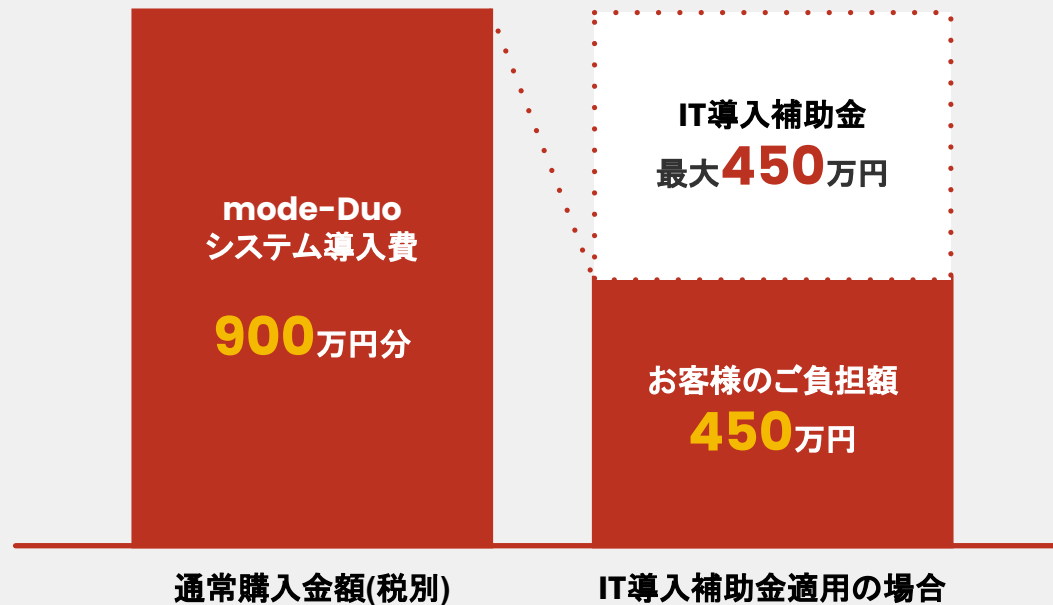 mode-Duo
システム導入費
900万円分
IT導入補助金
最大450万円
お客様のご負担額
450万円
通常購入金額(税別)
IT導入補助金適用の場合